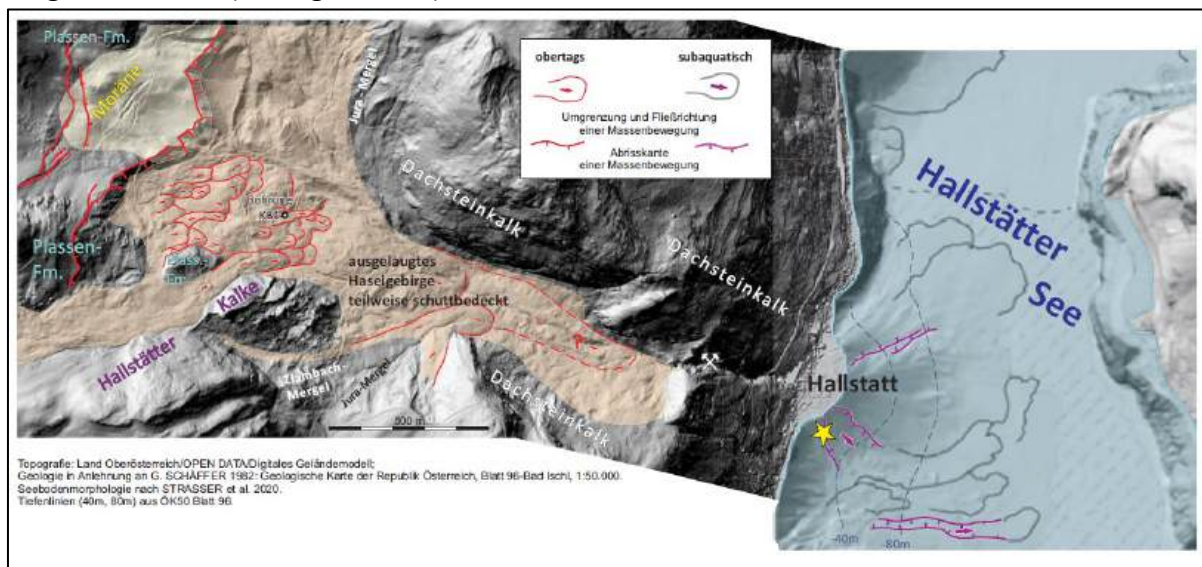 Plassen-Fm.
Moräne
Jura - Mergel
obertags
subaquatisch
Umgrenzung und Fließrichtung
einer Massenbewegung
Abrisskante
einer Massenbewegung
Dachsteinkalk
Hallstätter
See
Bohrung
Plassen-
Fm.
Fm.
Dachsteinkalk
ausgelaugtes
Haselgebirge
teilweise schuttbedeckt
Kalke
Hallstätter
Zlambach
Mergel
Jura-Mergel
Dachsteinkalk
Hallstatt
500 m
-40m
-80m
Topografie: Land Oberösterreich/OPEN DATA/Digitales Geländemodell;
Geologie in Anlehnung an G. SCHÄFFER 1982: Geologische Karte der Republik Österreich, Blatt 96-Bad Ischl, 1:50.000.
Seebodenmorphologie nach STRASSER et al. 2020.
Tiefenlinien (40m, 80m) aus ÖK50 Blatt 96.